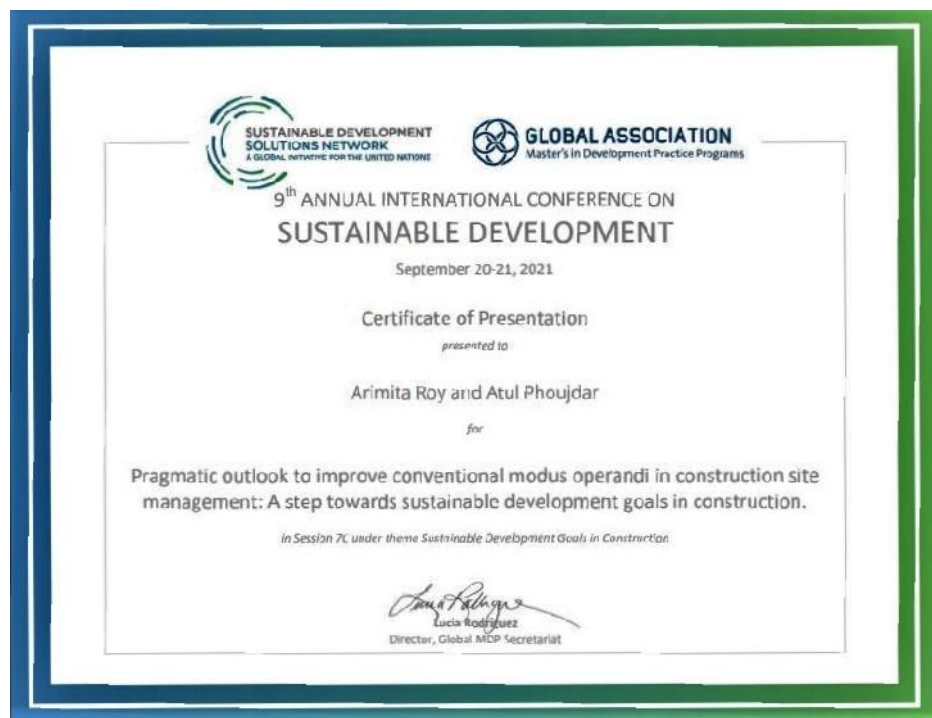 SUSTAINABLE DEVELOPMENT
SOLUTIONS NETWORK
A GLOBAL INITIATIVE FOR THE UNITED NATIONS
GLOBAL ASSOCIATION
Master's in Development Practice Programs
9th ANNUAL INTERNATIONAL CONFERENCE ON
SUSTAINABLE DEVELOPMENT
September 20-21, 2021
Certificate of Presentation
presented to
Arimita Roy and Atul Phoujdar
for
Pragmatic outlook to improve conventional modus operandi in construction site
management: A step towards sustainable development goals in construction.
in Session 7C under theme Sustainable Development Goals in Construction
Lucia Rodriguez
Director, Global MDP Secretariat